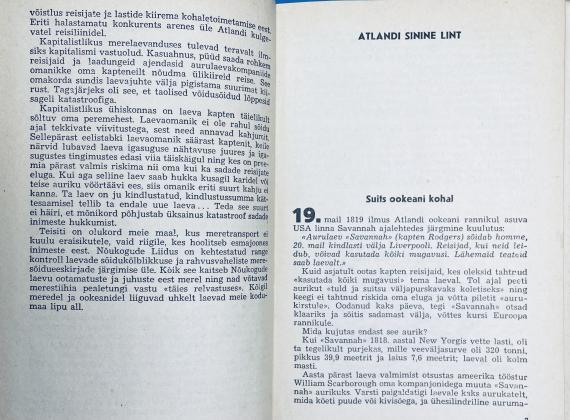 võistlus reisijate ja lastide kiirema kohaletoimetamise eest.
Eriti halastamatu konkurents arenes üle Atlandi kulge-
vatel reisiliinidel.
Kapitalistlikus merelaevanduses tulevad teravalt ilm-
siks kapitalismi vastuolud. Kasuahnus, püüd saada rohkem
reisijaid ja laadungeid ajendasid aurulaevakompaniide
omanikke oma kapteneilt nõudma ülikiireid reise. See
omakorda sundis laevajuhte välja pigistama suurimat kii-
rust. Tagajärjeks oli see, et taolised võidusõidud lõppesid
sageli katastroofiga.
Kapitalistlikus ühiskonnas on laeva kapten täielikult
sõltuv oma peremehest. Laevaomanik ei ole rahul sõidu
ajal tekkivate viivitustega, sest need annavad kahjumit.
Sellepärast eelistabki laevaomanik säärast kaptenit, kelle
närvid lubavad laeva igasuguse nähtavuse juures ja iga-
sugustes tingimustes edasi viia täiskäigul ning kes on pree-
mia pärast valmis riskima nii oma kui ka sadade reisijate
eluga. Kui aga selline laev saab hukka kusagil karidel või
teise auriku vöörtäävi ees, siis omanik eriti suurt kahju ei
kanna. Ta laev on ju kindlustatud, kindlustussumma kät-
tesaamisel tellib ta endale uue laeva... Teda see suurt
ei häiri, et mõnikord põhjustab üksainus katastroof sadade
inimeste hukkumist.
Teisiti on olukord meie maal, kus meretransport ei
kuulu eraisikutele, vaid riigile, kes hoolitseb esmajoones
inimeste eest. Nõukogude Liidus on kehtestatud range
kontroll laevade sõidukõlblikkuse ja rahvusvaheliste mere-
sõidueeskirjade järgimise üle. Kõik see kaitseb Nõukogude
laevu ootamatuste ja juhuste eest merel ning nad võtavad
merestiihia pealetungi vastu «täies relvastuses». Kõigil
meredel ja ookeanidel liiguvad uhkelt laevad meie kodu-
maa lipu all.
ATLANDI SININE LINT
Suits ookeani kohal
19. mail 1819 ilmus Atlandi ookeani rannikul asuva
USA linna Savannah ajalehtedes järgmine kuulutus:
«Aurulaev «Savannah» (kapten Rodgers) sõidab homme,
20. mail kindlasti välja Liverpooli. Reisijad, kui neid lei-
dub, võivad kasutada kõiki mugavusi. Lähemaid teateid
saab laeval.»
Kuid asjatult ootas kapten reisijaid, kes oleksid tahtnud
«kasutada kõiki mugavusi» tema laeval. Tol ajal peeti
aurikut «tuld ja suitsu väljapurskavaks koletiseks» ning
keegi ei tahtnud riskida oma eluga ja võtta piletit «auru-
kirstule». Oodanud kaks päeva, tegi «Savannah» otsad
klaariks ja sõitis sadamast välja, võttes kursi Euroopa
rannikule.
Mida kujutas endast see aurik?
Kui «Savannah» 1818. aastal New Yorgis vette lasti, oli
ta tegelikult purjekas, mille veeväljasurve oli 320 tonni,
pikkus 39,9 meetrit ja laius 7,6 meetrit; laeval oli kolm
masti.
Aasta pärast laeva valmimist otsustas ameerika tööstur
William Scarborough oma kompanjonidega muuta «Savan-
nah» aurikuks. Varsti paigaldatigi laevale kaks aurukatelt,
mida köeti puude või kivisöega, ja ühesilindriline auruma-